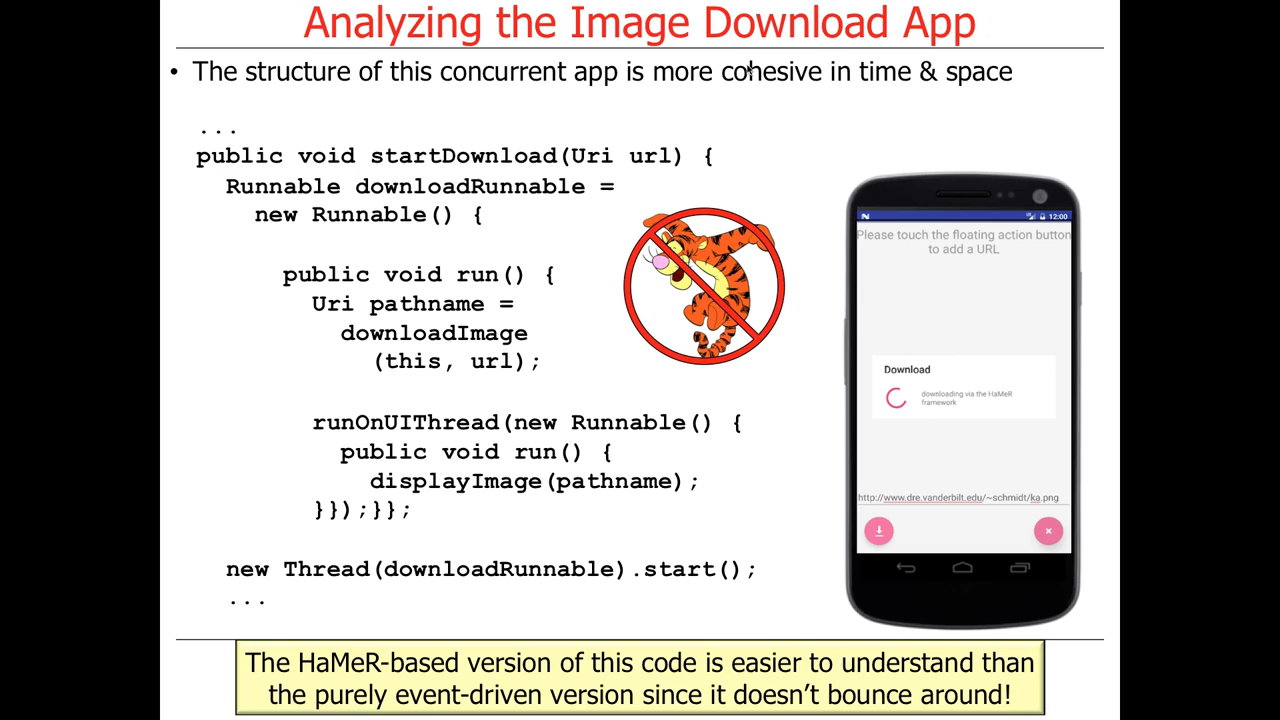 Analyzing the Image Download App
• The structure of this concurrent app is more cohesive in time & space
...
public void startDownload(Uri url) {
Runnable downloadRunnable =
new Runnable() {
public void run() {
Uri pathname =
downloadImage
(this, url);
runOnUIThread(new Runnable() {
public void run() {
displayImage(pathname);
}});}};
new Thread(downloadRunnable).start();
...
12:00
Please touch the floating action button
to add a URL
Download
downloading via the HaMeR
framework
http://www.dre.vanderbilt.edu/~schmidt/ka.png
The HaMeR-based version of this code is easier to understand than
the purely event-driven version since it doesn’t bounce around!